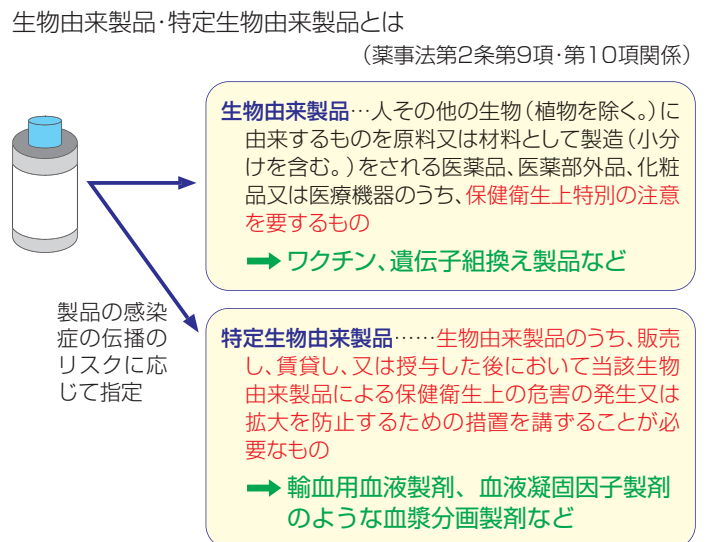 生物由来製品・特定生物由来製品とは
（薬事法第2条第9項・第10項関係）
生物由来製品…人その他の生物（植物を除く。）に
由来するものを原料又は材料として製造（小分
けを含む。）をされる医薬品、医薬部外品、化粧
品又は医療機器のうち、保健衛生上特別の注意
を要するもの
➡ ワクチン、遺伝子組換え製品など
製品の感染
症の伝播の
リスクに応
じて指定
特定生物由来製品……生物由来製品のうち、販売
し、賃貸し、又は授与した後において当該生物
由来製品による保健衛生上の危害の発生又は
拡大を防止するための措置を講ずることが必
要なもの
➡ 輸血用血液製剤、血液凝固因子製剤
のような血漿分画製剤など